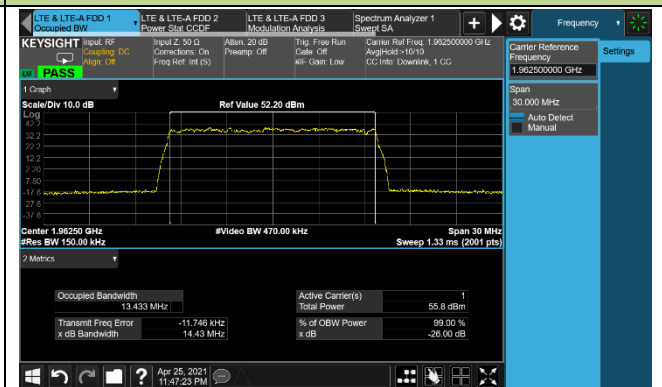 LTE & LTE-A FDD 1
Occupied BW
LTE & LTE-A FDD 2
Power Stat CCDF
LTE & LTE-A FDD 3
Modulation Analysis
Spectrum Analyzer 1
Swept SA
Frequency
KEYSIGHT
Input: RF
Coupling: DC
Align: Off
Input Z: 50 Ω
Corrections: On
Freq Ref: Int (S)
Atten: 20 dB
Preamp: Off
Trig: Free Run
Gate: Off
#IF Gain: Low
Carrier Ref Freq: 1.962500000 GHz
Avg|Hold:>10/10
CC Info: Downlink, 1 CC
PASS
Carrier Reference
Frequency
1.962500000 GHz
Settings
Span
30.000 MHz
Auto Detect
Manual
1 Graph
Scale/Div 10.0 dB
Ref Value 52.20 dBm
Log
42.2
32.2
22.2
12.2
2.20
-7.80
-17.8
-27.8
-37.8
Center 1.96250 GHz
#Video BW 470.00 kHz
Span 30 MHz
#Res BW 150.00 kHz
Sweep 1.33 ms (2001 pts)
2 Metrics
Occupied Bandwidth
13.433 MHz
Transmit Freq Error -11.746 kHz
x dB Bandwidth 14.43 MHz
Active Carrier(s) 1
Total Power 55.8 dBm
% of OBW Power 99.00 %
x dB -26.00 dB
?
Apr 25, 2021
11:47:23 PM